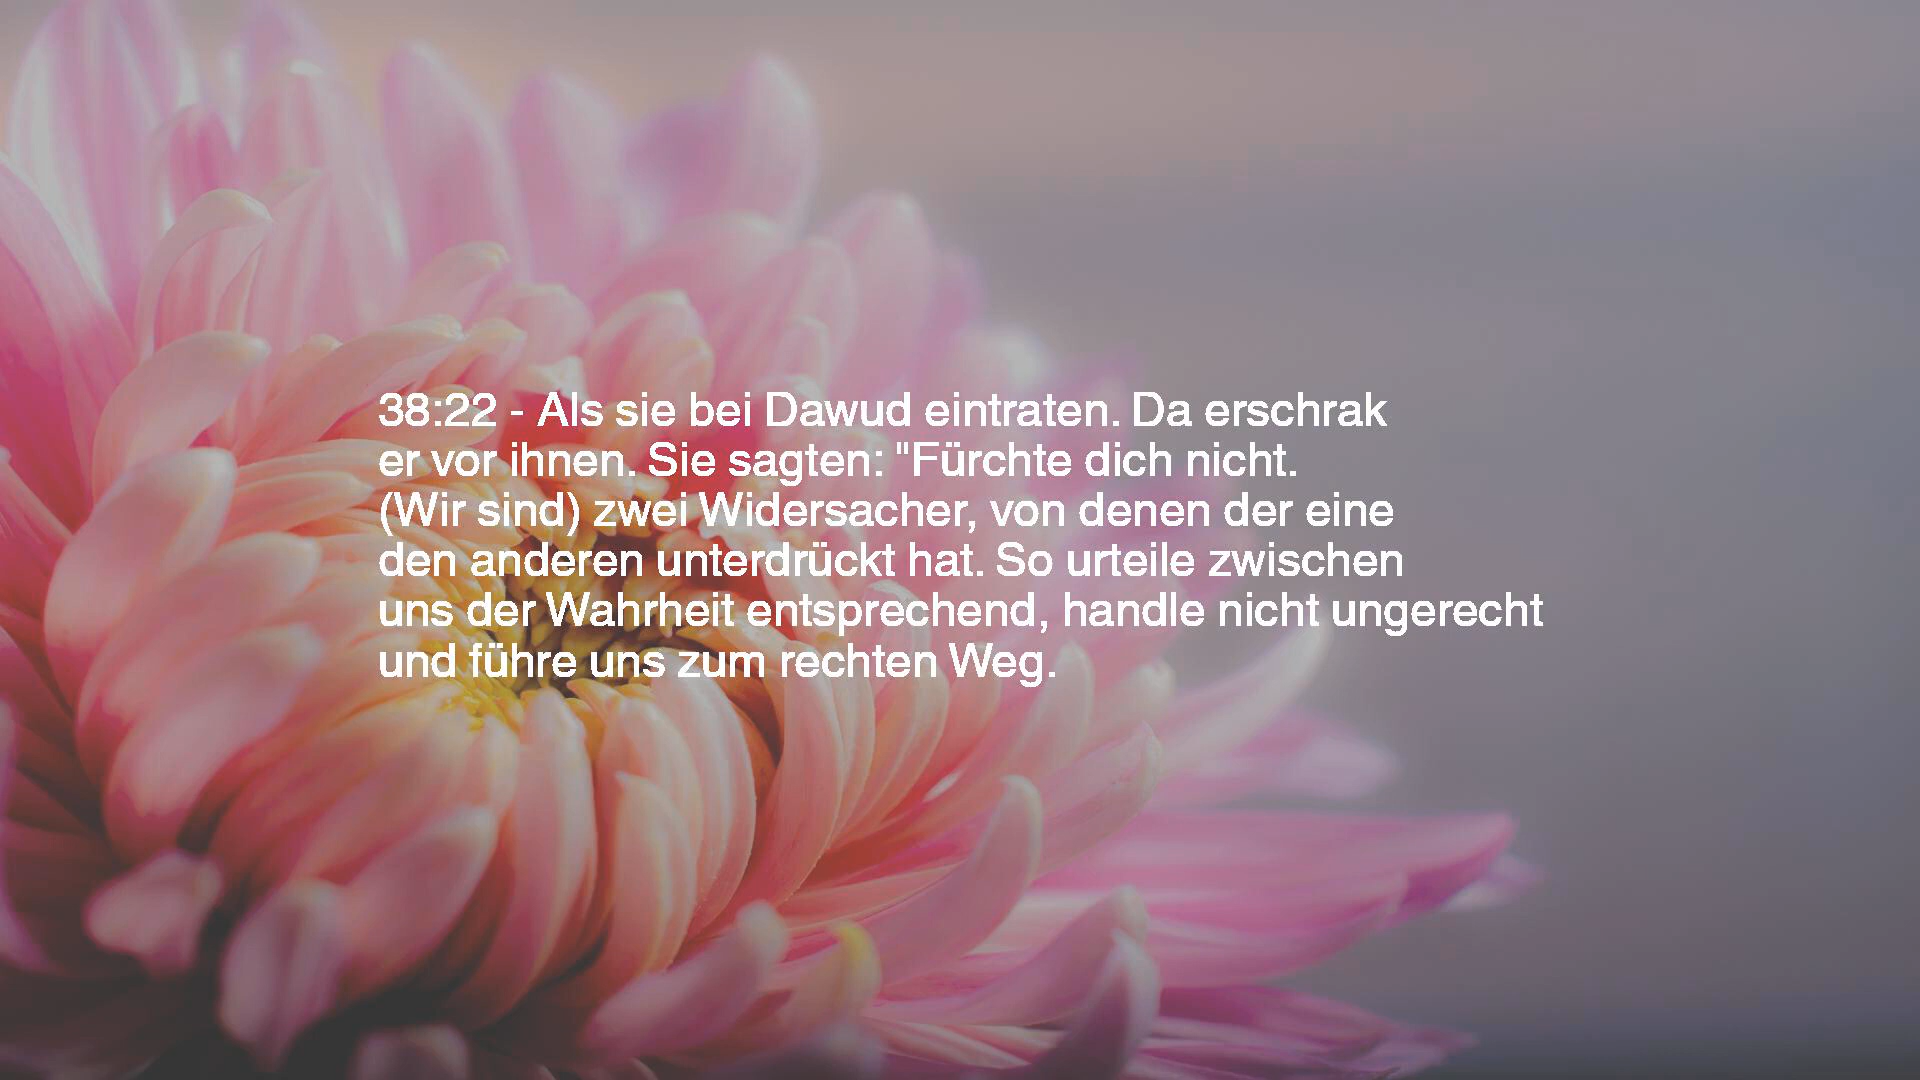 38:22 - Als sie bei Dawud eintraten. Da erschrak
er vor ihnen. Sie sagten: "Fürchte dich nicht.
(Wir sind) zwei Widersacher, von denen der eine
den anderen unterdrückt hat. So urteile zwischen
uns der Wahrheit entsprechend, handle nicht ungerecht
und führe uns zum rechten Weg.